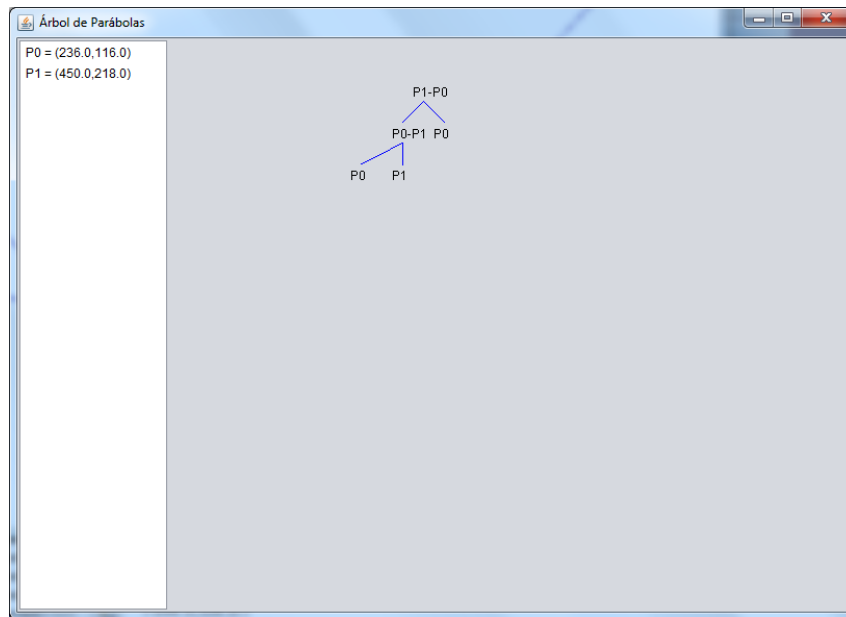 Árbol de Parábolas
P0 = (236.0,116.0)
P1 = (450.0,218.0)
P1-P0
P0-P1 P0
P0 P1